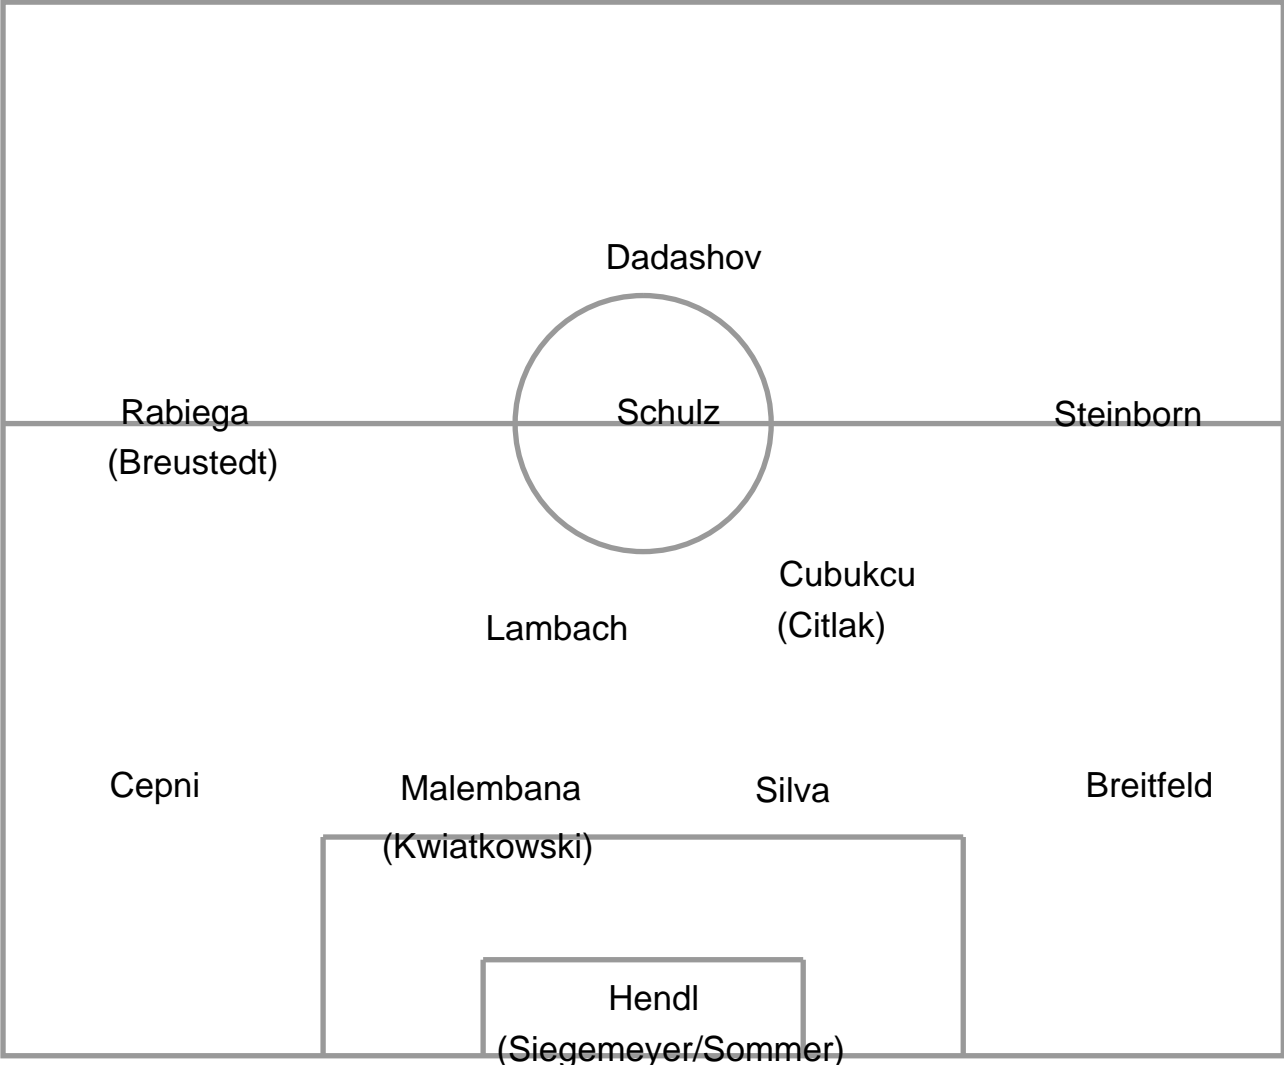 Dadashov
Rabiega
Schulz
Steinborn
(Breustedt)
Cubukcu
(Citlak)
Lambach
Cepni
Malembana
Silva
Breitfeld
(Kwiatkowski)
Hendl
(Siegemeyer/Sommer)